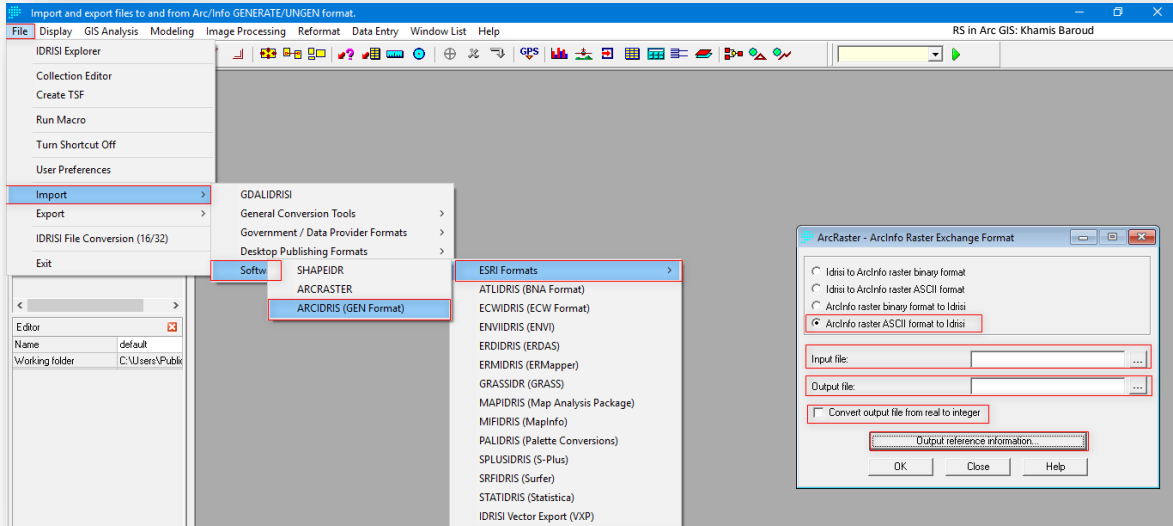 Import and export files to and from Arc/Info GENERATE/UNGEN format.
File Display GIS Analysis Modeling Image Processing Reformat Data Entry Window List Help
RS in Arc GIS: Khamis Baroud
GPS
IDRISI Explorer
Collection Editor
Create TSF
Run Macro
Turn Shortcut Off
User Preferences
Import
Export
IDRISI File Conversion (16/32)
Exit
GDALIDRISI
General Conversion Tools
Government / Data Provider Formats
Desktop Publishing Formats
Softw
SHAPEIDR
ARCRASTER
ARCIDRIS (GEN Format)
ESRI Formats
ATLIDRIS (BNA Format)
ECWIDRIS (ECW Format)
ENVIIDRIS (ENVI)
ERDIDRIS (ERDAS)
ERMIDRIS (ERMapper)
GRASSIDR (GRASS)
MAPIDRIS (Map Analysis Package)
MIFIDRIS (MapInfo)
PALIDRIS (Palette Conversions)
SPLUSIDRIS (S-Plus)
SRFIDRIS (Surfer)
STATIDRIS (Statistica)
IDRISI Vector Export (VXP)
Editor
Name default
Working folder C:\Users\Public
ArcRaster - ArcInfo Raster Exchange Format
Idrisi to ArcInfo raster binary format
Idrisi to ArcInfo raster ASCII format
ArcInfo raster binary format to Idrisi
ArcInfo raster ASCII format to Idrisi
Input file: ...
Output file: ...
Convert output file from real to integer
Output reference information...
OK Close Help